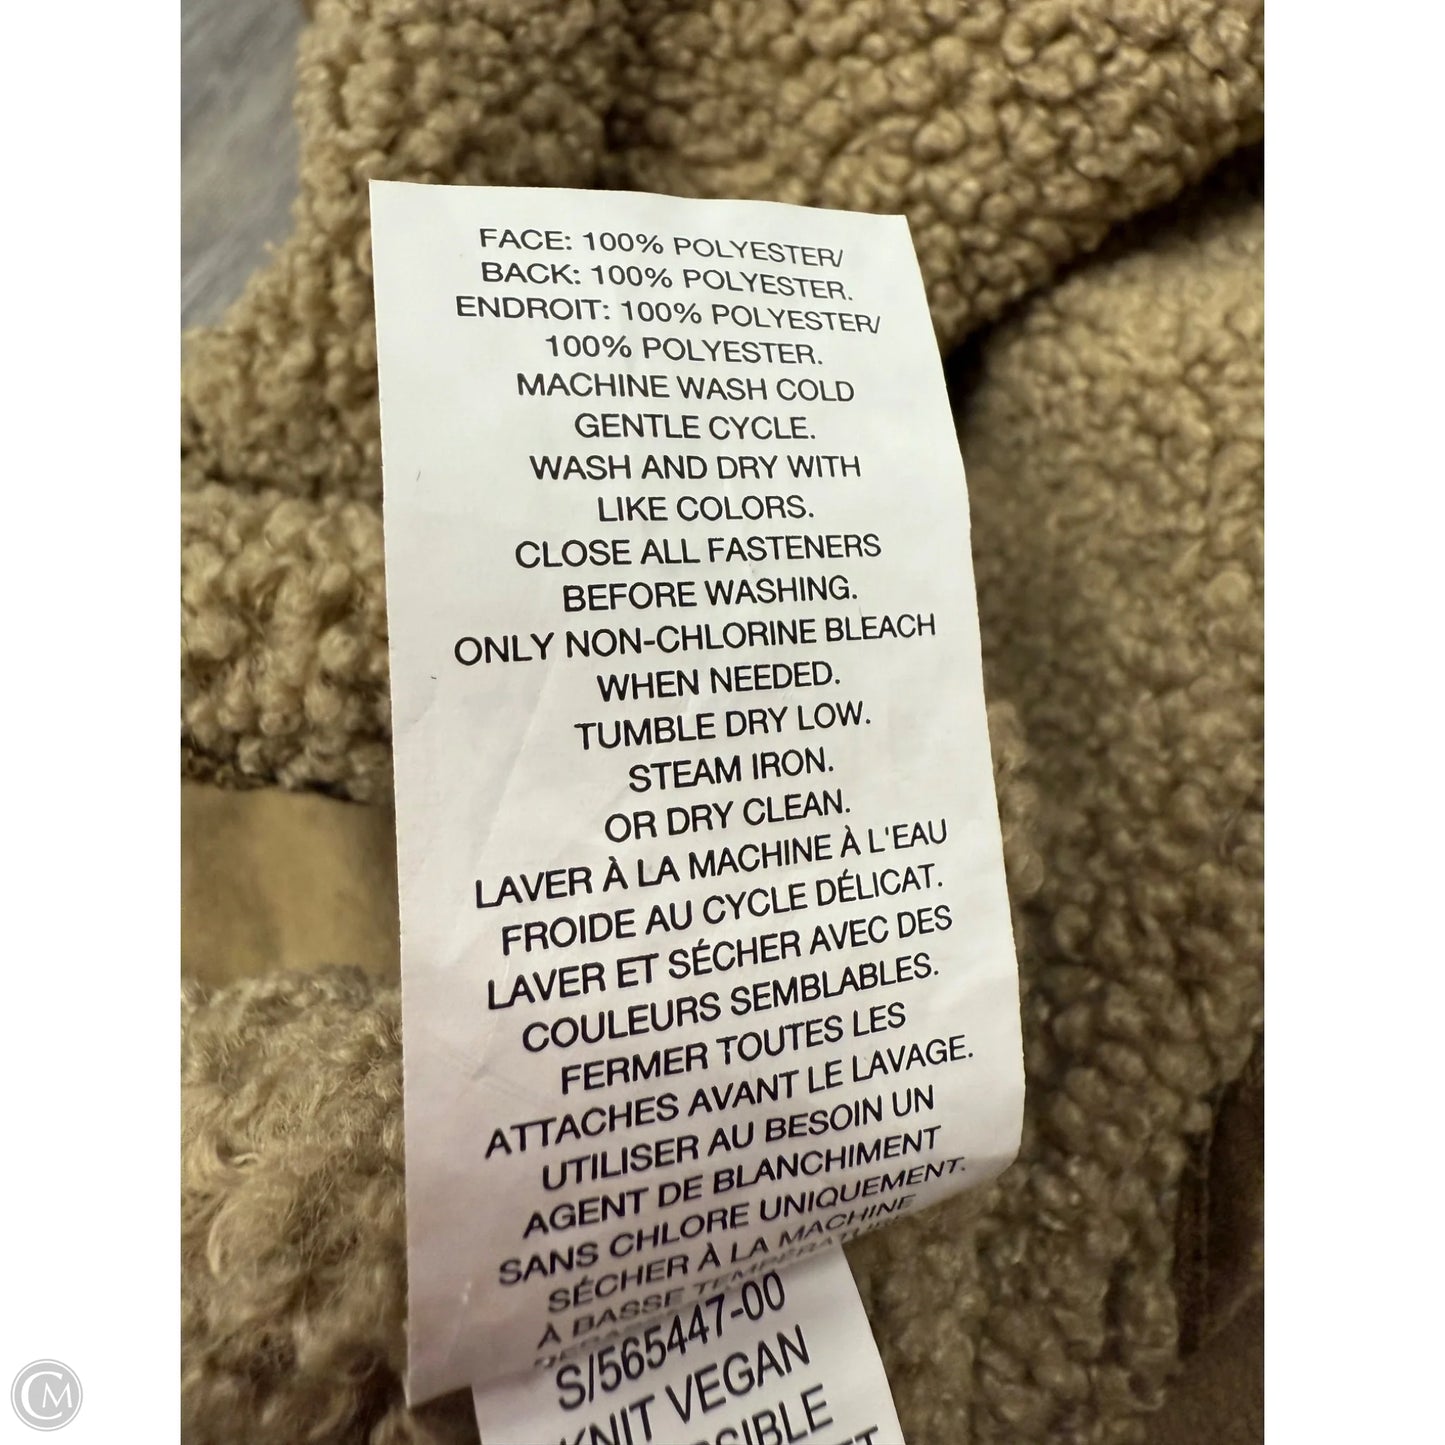 FACE: 100% POLYESTER/
BACK: 100% POLYESTER.
ENDROIT: 100% POLYESTER/
100% POLYESTER.
MACHINE WASH COLD
GENTLE CYCLE.
WASH AND DRY WITH
LIKE COLORS.
CLOSE ALL FASTENERS
BEFORE WASHING.
ONLY NON-CHLORINE BLEACH
WHEN NEEDED.
TUMBLE DRY LOW.
STEAM IRON.
OR DRY CLEAN.
LAVER À LA MACHINE À L'EAU
FROIDE AU CYCLE DÉLICAT.
LAVER ET SÉCHER AVEC DES
COULEURS SEMBLABLES.
FERMER TOUTES LES
ATTACHES AVANT LE LAVAGE.
UTILISER AU BESOIN UN
AGENT DE BLANCHIMENT
SANS CHLORE UNIQUEMENT.
SÉCHER À LA MACHINE
À BASSE TEMPÉRATURE
S/565447-00
KNIT VEGAN
CM